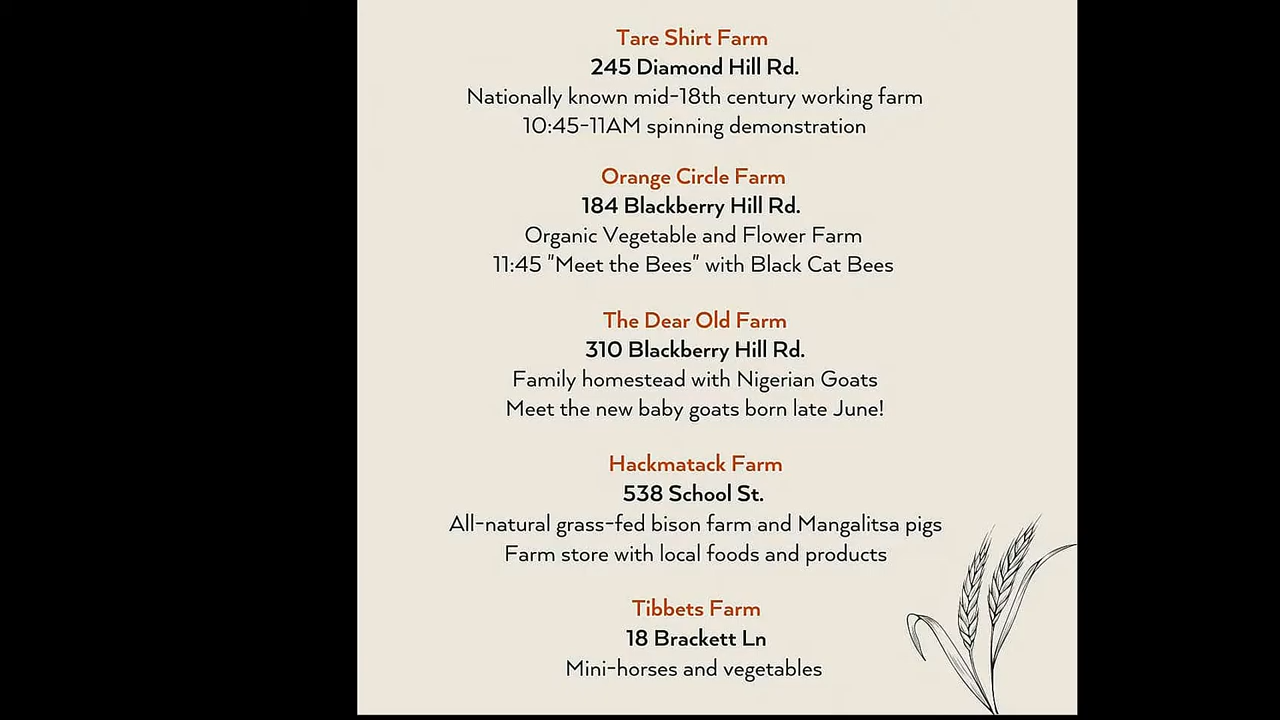 Tare Shirt Farm
245 Diamond Hill Rd.
Nationally known mid-18th century working farm
10:45-11AM spinning demonstration
Orange Circle Farm
184 Blackberry Hill Rd.
Organic Vegetable and Flower Farm
11:45 "Meet the Bees" with Black Cat Bees
The Dear Old Farm
310 Blackberry Hill Rd.
Family homestead with Nigerian Goats
Meet the new baby goats born late June!
Hackmatack Farm
538 School St.
All-natural grass-fed bison farm and Mangalitsa pigs
Farm store with local foods and products
Tibbets Farm
18 Brackett Ln
Mini-horses and vegetables